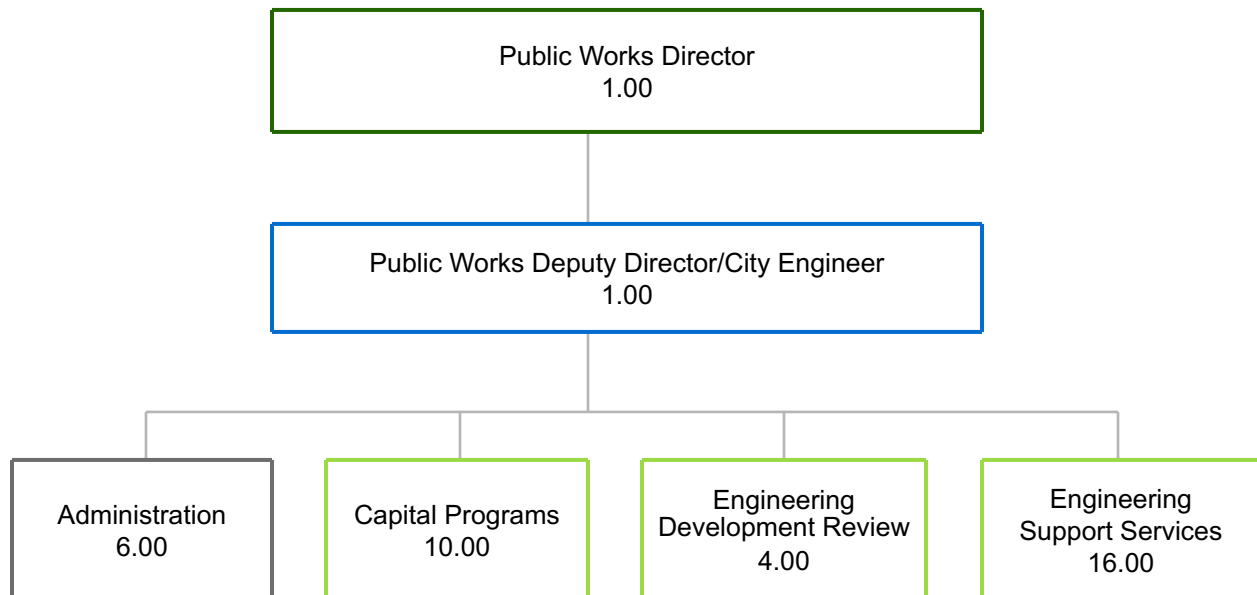 Public Works Director
1.00
Public Works Deputy Director/City Engineer
1.00
Administration
6.00
Capital Programs
10.00
Engineering
Development Review
4.00
Engineering
Support Services
16.00